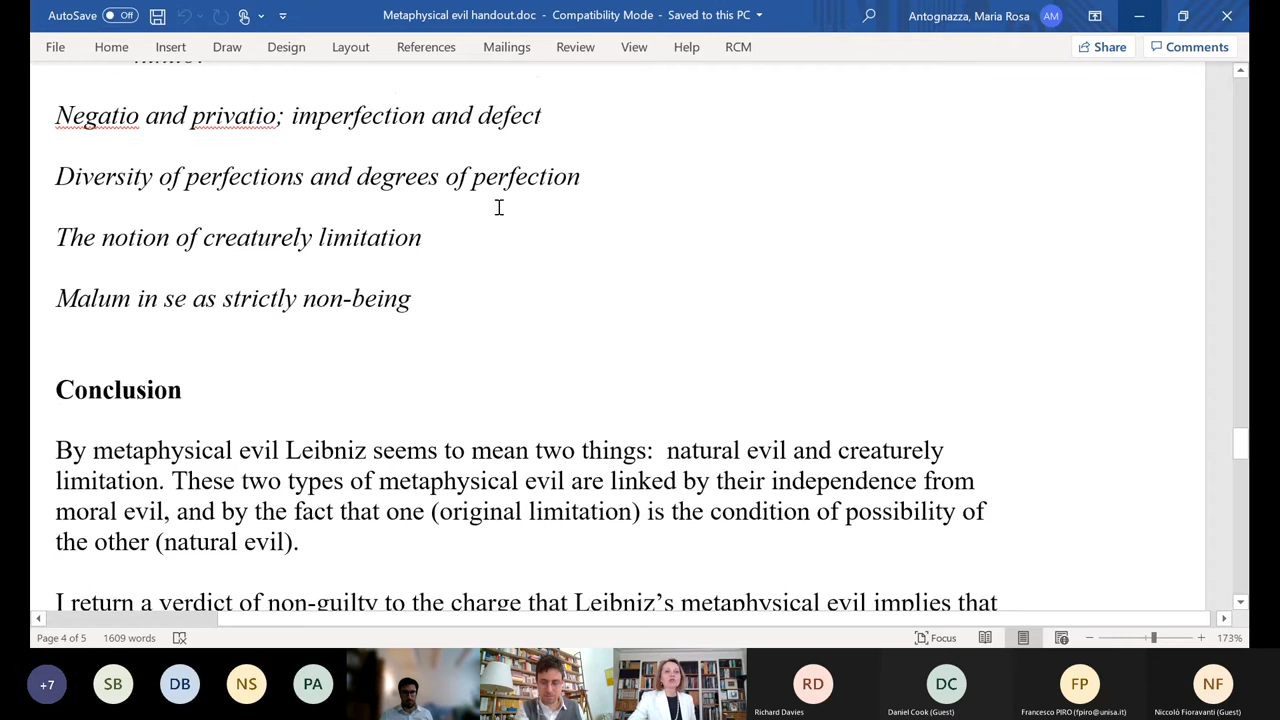 AutoSave Off Metaphysical evil handout.doc - Compatibility Mode - Saved to this PC Antognazza, Maria Rosa AM
File Home Insert Draw Design Layout References Mailings Review View Help RCM Share Comments
Negatio and privatio; imperfection and defect
Diversity of perfections and degrees of perfection
The notion of creaturely limitation
Malum in se as strictly non-being
Conclusion
By metaphysical evil Leibniz seems to mean two things: natural evil and creaturely
limitation. These two types of metaphysical evil are linked by their independence from
moral evil, and by the fact that one (original limitation) is the condition of possibility of
the other (natural evil).
I return a verdict of non-guilty to the charge that Leibniz's metaphysical evil implies that
Page 4 of 5 1609 words Focus 173%
+7 SB DB NS PA RD DC FP NF
Richard Davies Daniel Cook (Guest) Francesco PIRO (fpiro@unisa.it) Niccolò Fioravanti (Guest)